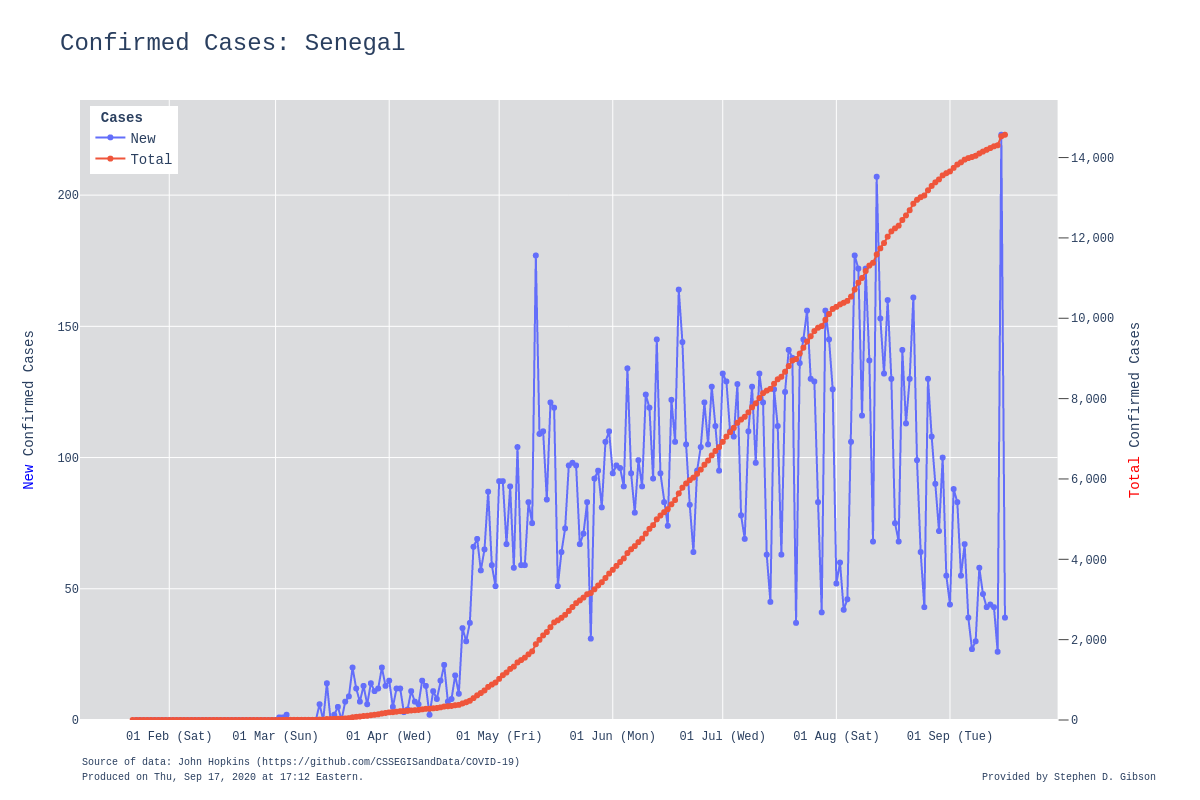 Confirmed Cases: Senegal
Cases
New
Total
200
150
100
50
0
New Confirmed Cases
14,000
12,000
10,000
8,000
6,000
4,000
2,000
0
Total Confirmed Cases
01 Feb (Sat) 01 Mar (Sun) 01 Apr (Wed) 01 May (Fri) 01 Jun (Mon) 01 Jul (Wed) 01 Aug (Sat) 01 Sep (Tue)
Source of data: John Hopkins (https://github.com/CSSEGISandData/COVID-19)
Produced on Thu, Sep 17, 2020 at 17:12 Eastern.
Provided by Stephen D. Gibson